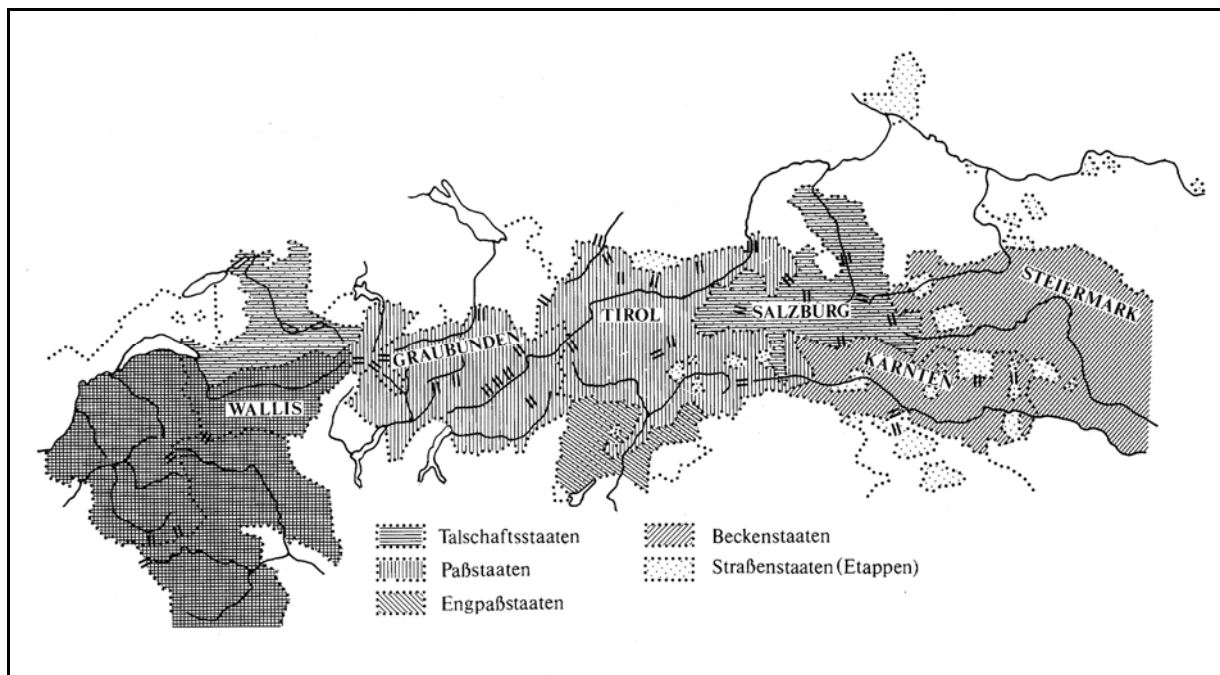 STEIERMARK
TIROL
SALZBURG
GRAUBÜNDEN
KÄRNTEN
WALLIS
Talschaftsstaaten
Paßstaaten
Engpaßstaaten
Beckenstaaten
Straßenstaaten (Etappen)